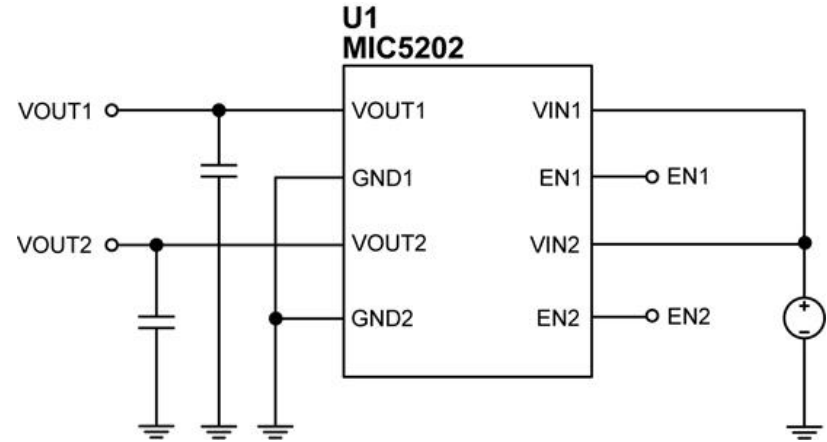 U1
MIC5202
VOUT1 VOUT1 VIN1
GND1 EN1 EN1
VOUT2 VOUT2 VIN2
GND2 EN2 EN2
+
−